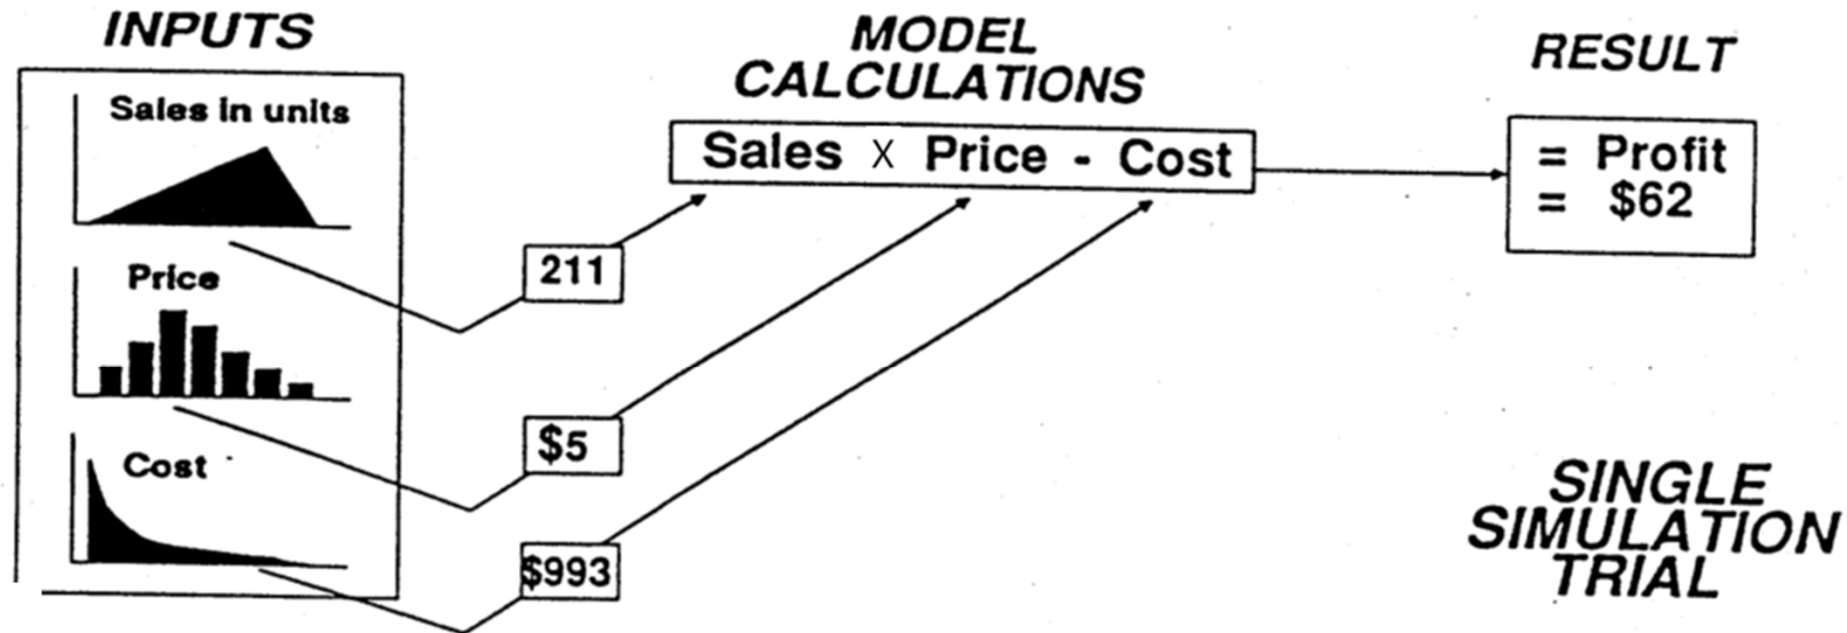 INPUTS
Sales in units
Price
Cost
211
$5
$993
MODEL
CALCULATIONS
Sales X Price - Cost
RESULT
= Profit
= $62
SINGLE
SIMULATION
TRIAL